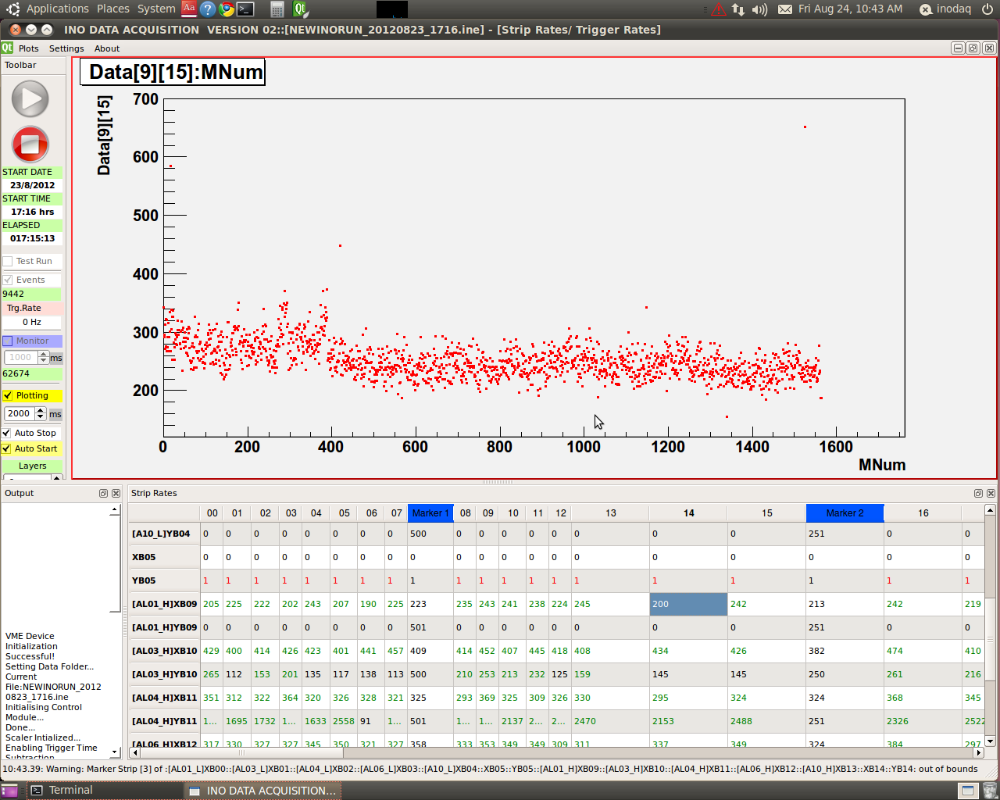 Applications Places System Aa ? Fri Aug 24, 10:43 AM inodaq
INO DATA ACQUISITION VERSION 02::[NEWINORUN_20120823_1716.ine] - [Strip Rates/ Trigger Rates]
Qt Plots Settings About
Toolbar
START DATE
23/8/2012
START TIME
17:16 hrs
ELAPSED
017:15:13
Test Run
Events
9442
Trg.Rate
0 Hz
Monitor
1000 ms
62674
Plotting
2000 ms
Auto Stop
Auto Start
Layers
Data[9][15]:MNum
Data[9][15]
700
600
500
400
300
200
0 200 400 600 800 1000 1200 1400 1600
MNum
Output
VME Device
Initialization
Successful!
Setting Data Folder...
Current
File:NEWINORUN_2012
0823_1716.ine
Initialising Control
Module...
Done...
Scaler Intialized...
Enabling Trigger Time
Subtraction
Strip Rates
00 01 02 03 04 05 06 07 Marker 1 08 09 10 11 12 13 14 15 Marker 2 16
[A10_L]YB04 0 0 0 0 0 0 0 0 500 0 0 0 0 0 0 0 0 251 0 0
XB05 0 0 0 0 0 0 0 0 0 0 0 0 0 0 0 0 0 0 0 0
YB05 1 1 1 1 1 1 1 1 1 1 1 1 1 1 1 1 1 1 1 1
[AL01_H]XB09 205 225 222 202 243 207 190 225 223 235 243 241 238 224 245 200 242 213 242 219
[AL01_H]YB09 0 0 0 0 0 0 0 0 501 0 0 0 0 0 0 0 0 251 0 0
[AL03_H]XB10 429 400 414 426 423 401 441 457 409 414 452 407 445 418 408 434 426 382 474 410
[AL03_H]YB10 265 112 153 201 135 117 138 113 500 210 253 213 232 125 159 145 145 250 261 216
[AL04_H]XB11 351 312 322 364 320 326 328 321 325 293 369 325 309 326 330 295 324 324 368 345
[AL04_H]YB11 1... 1695 1732 1... 1633 2558 91 1... 501 1... 1... 2137 2... 2... 2470 2153 2488 251 2326 2522
[AL06_H]XB12 317 330 327 327 345 350 321 327 358 333 353 349 349 309 311 337 349 324 384 297
10:43.39: Warning: Marker Strip [3] of :[AL01_L]XB00::[AL03_L]XB01::[AL04_L]XB02::[AL06_L]XB03::[A10_L]XB04::XB05::YB05::[AL01_H]XB09::[AL03_H]XB10::[AL04_H]XB11::[AL06_H]XB12::[A10_H]XB13::XB14::YB14: out of bounds
Terminal INO DATA ACQUISITION...